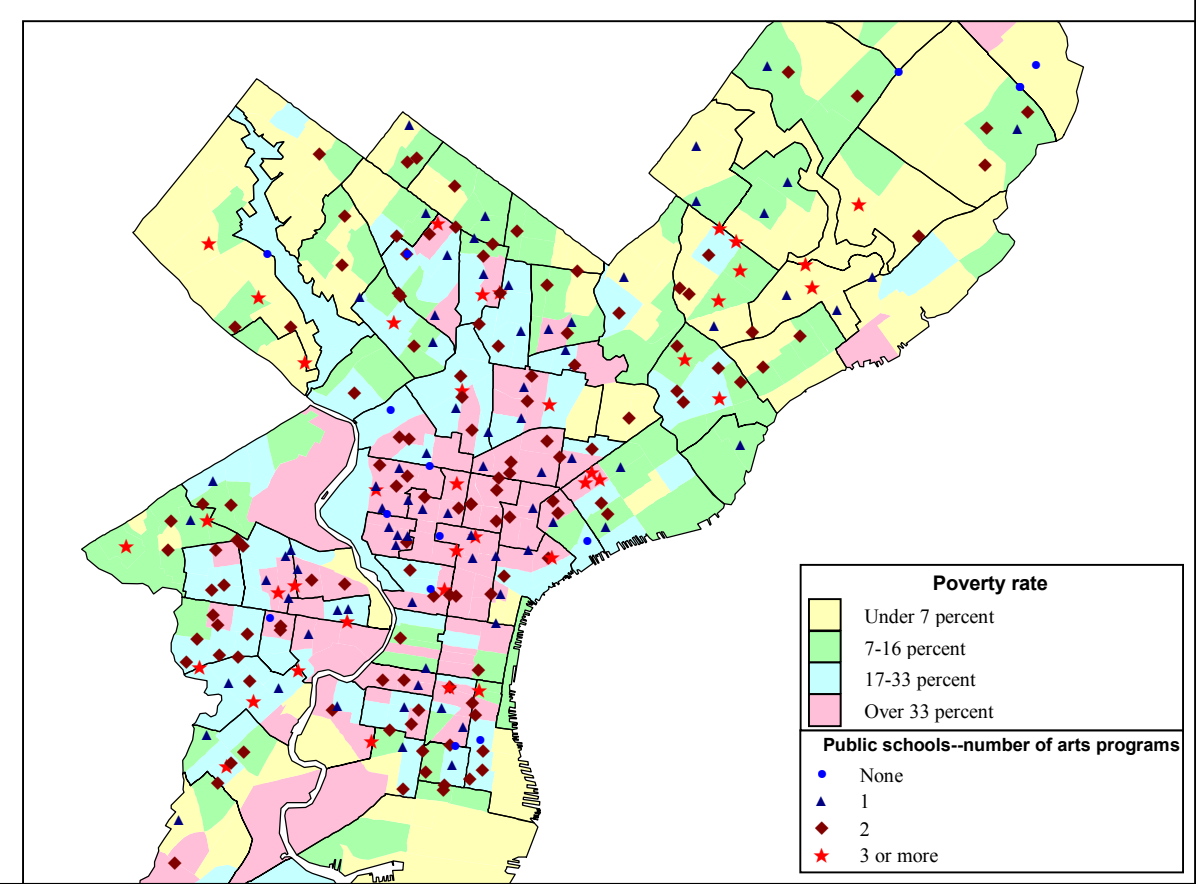 Poverty rate
Under 7 percent
7-16 percent
17-33 percent
Over 33 percent
Public schools--number of arts programs
None
1
2
3 or more